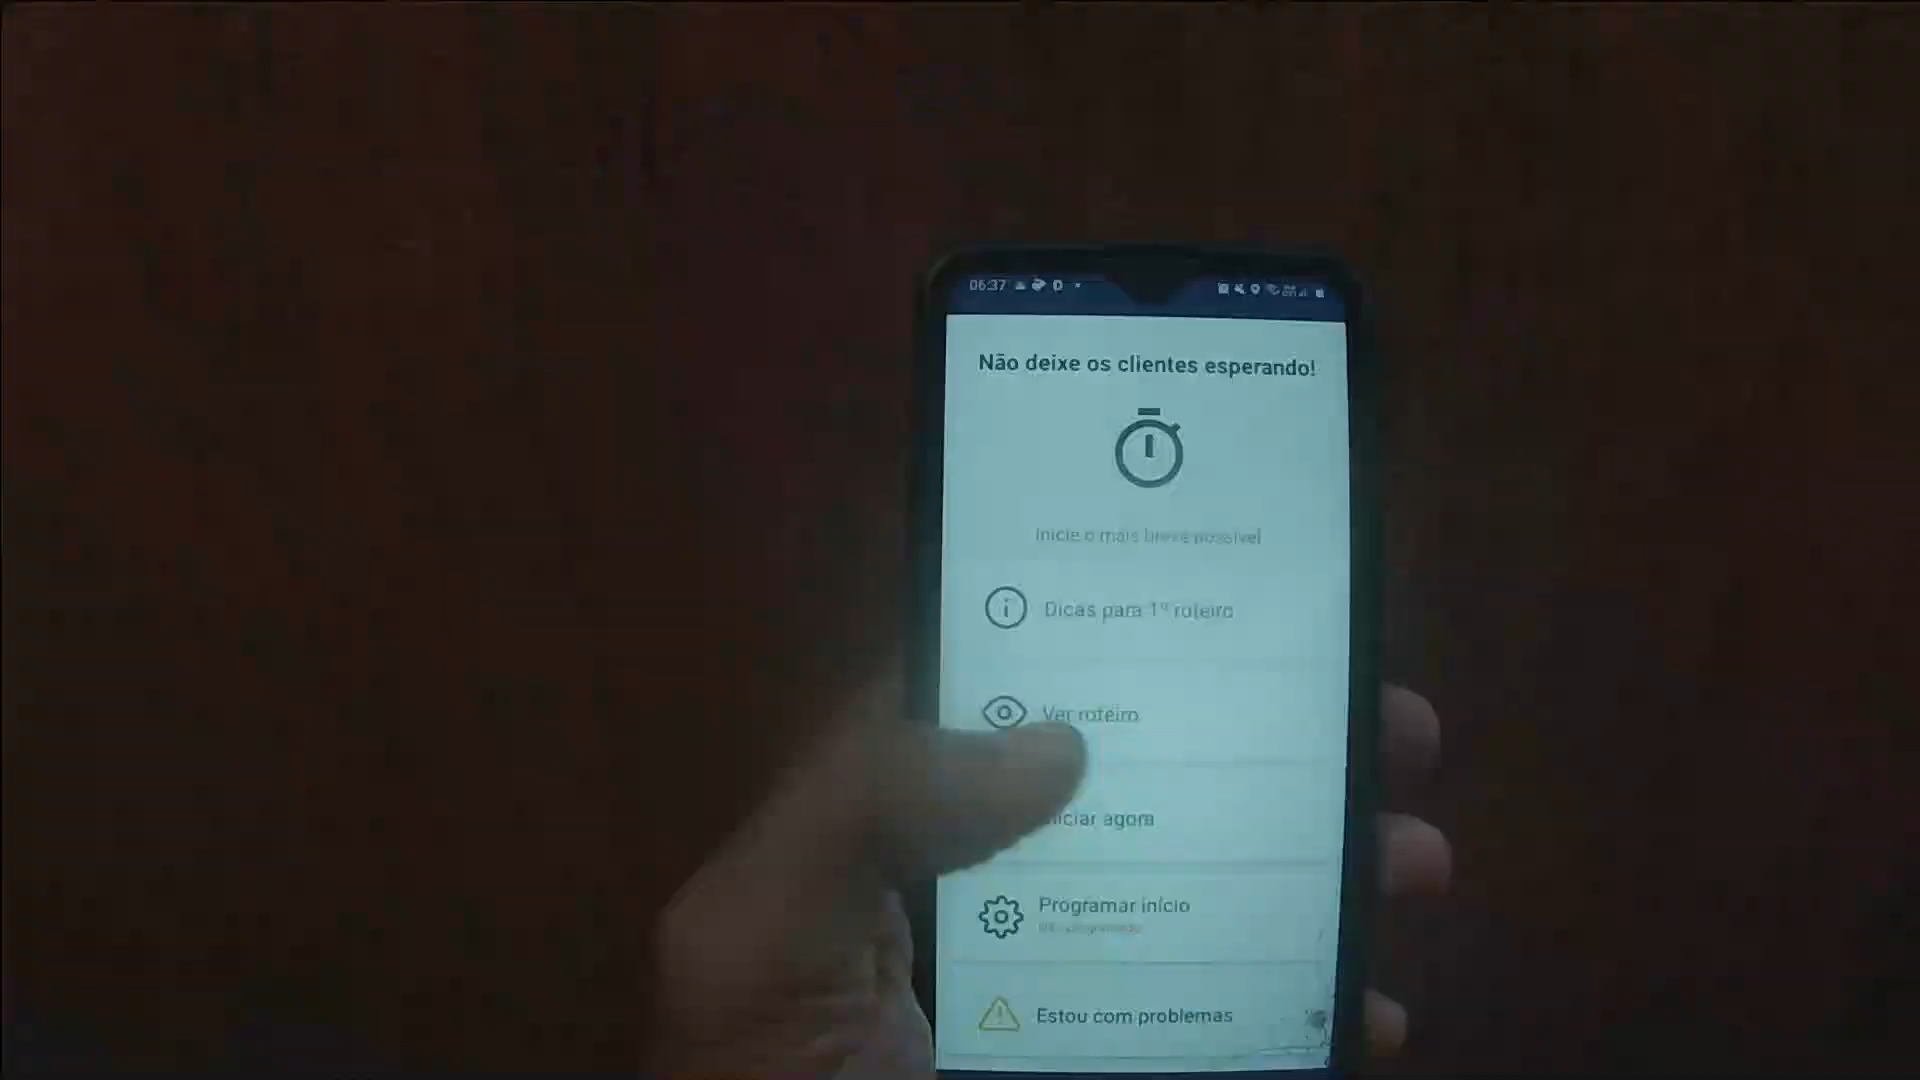 06:37
Não deixe os clientes esperando!
Inicie o mais breve possível
Dicas para 1º roteiro
Ver roteiro
iciar agora
Programar início
Estou com problemas